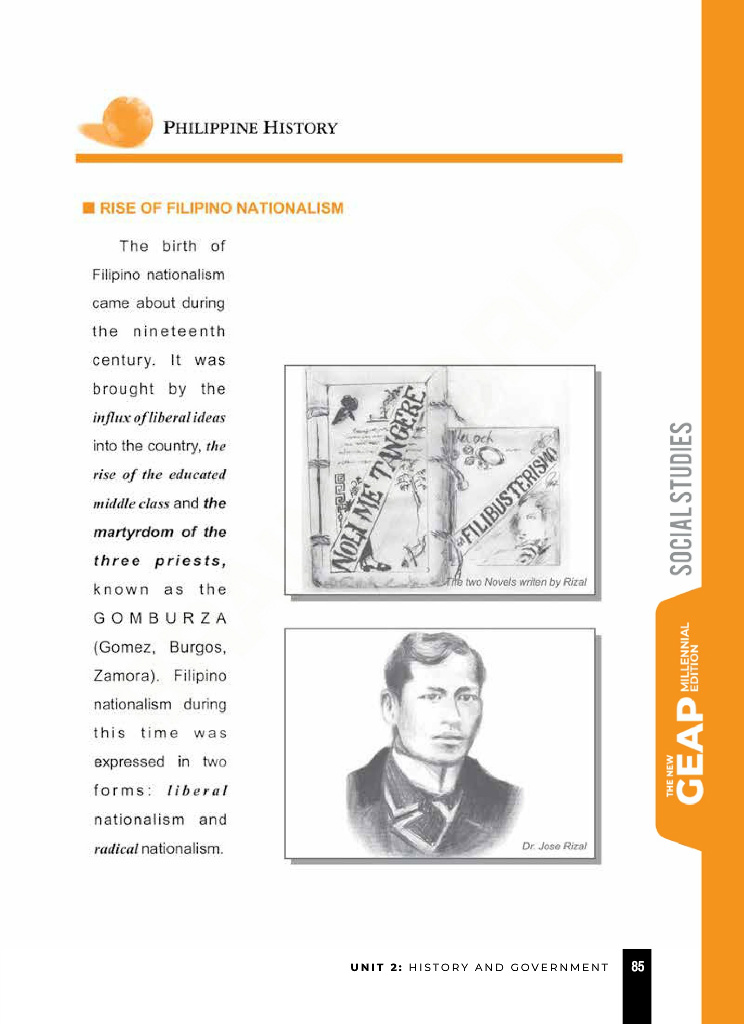 PHILIPPINE HISTORY
■ RISE OF FILIPINO NATIONALISM
The birth of
Filipino nationalism
came about during
the nineteenth
century. It was
brought by the
influx of liberal ideas
into the country, the
rise of the educated
middle class and the
martyrdom of the
three priests,
known as the
GOMBURZA
(Gomez, Burgos,
Zamora). Filipino
nationalism during
this time was
expressed in two
forms: liberal
nationalism and
radical nationalism.
NOLI ME TANGERE
FILIBUSTERISMO
The two Novels writen by Rizal
Dr. Jose Rizal
SOCIAL STUDIES
THE NEW
GEAP
MILLENNIAL
EDITION
UNIT 2: HISTORY AND GOVERNMENT 85